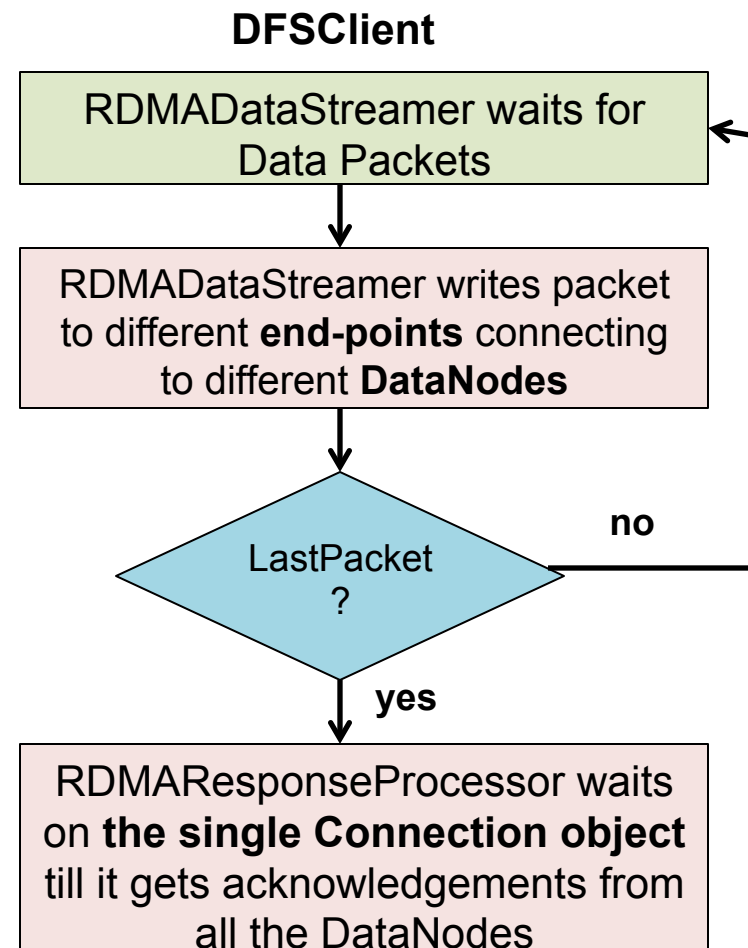 DFSClient
RDMADataStreamer waits for
Data Packets
RDMADataStreamer writes packet
to different end-points connecting
to different DataNodes
LastPacket
?
no
yes
RDMAResponseProcessor waits
on the single Connection object
till it gets acknowledgements from
all the DataNodes